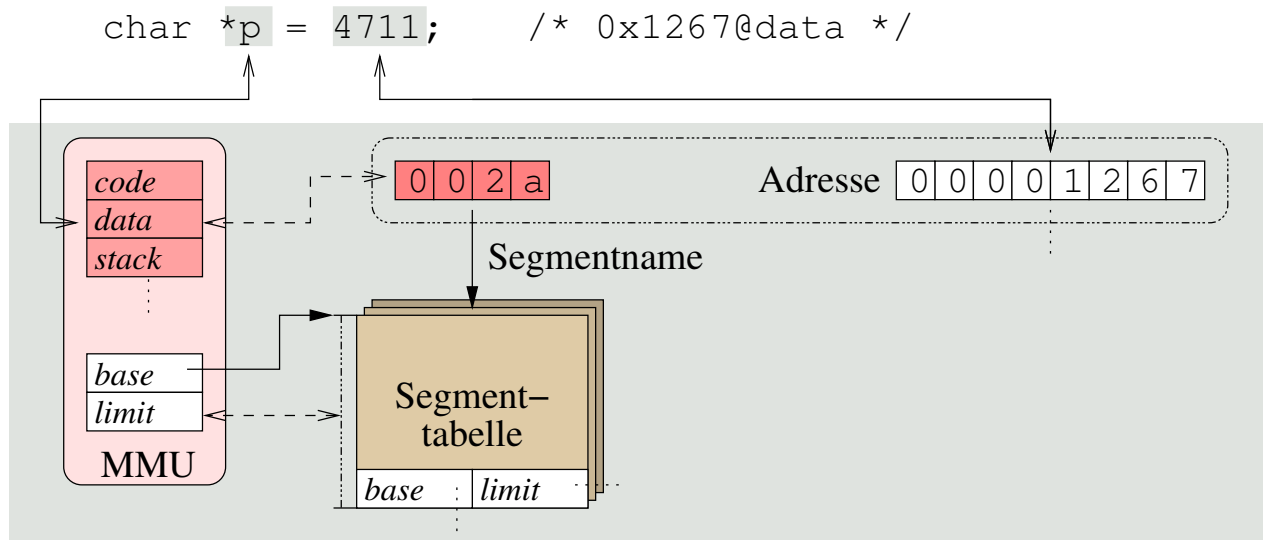 char *p = 4711; /* 0x1267@data */
code
data
stack
base
limit
MMU
0 0 2 a
Adresse 0 0 0 0 1 2 6 7
Segmentname
Segment-
tabelle
base limit